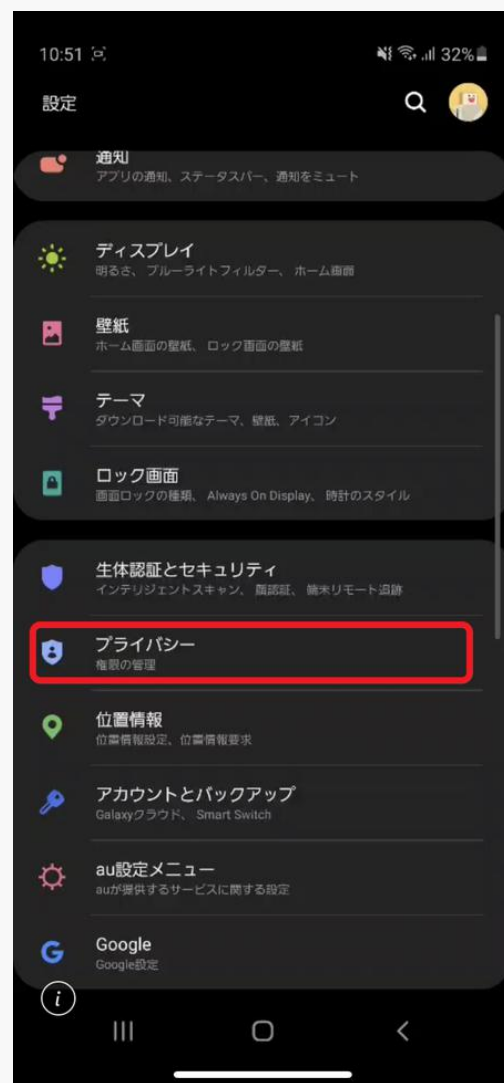 10:51
32%
設定
通知
アプリの通知、ステータスバー、通知をミュート
ディスプレイ
明るさ、 ブルーライトフィルター、 ホーム画面
壁紙
ホーム画面の壁紙、 ロック画面の壁紙
テーマ
ダウンロード可能なテーマ、壁紙、アイコン
ロック画面
画面ロックの種類、 Always On Display、 時計のスタイル
生体認証とセキュリティ
インテリジェントスキャン、 顔認証、 端末リモート追跡
プライバシー
権限の管理
位置情報
位置情報設定、位置情報要求
アカウントとバックアップ
Galaxyクラウド、 Smart Switch
au設定メニュー
auが提供するサービスに関する設定
Google
Google設定
i